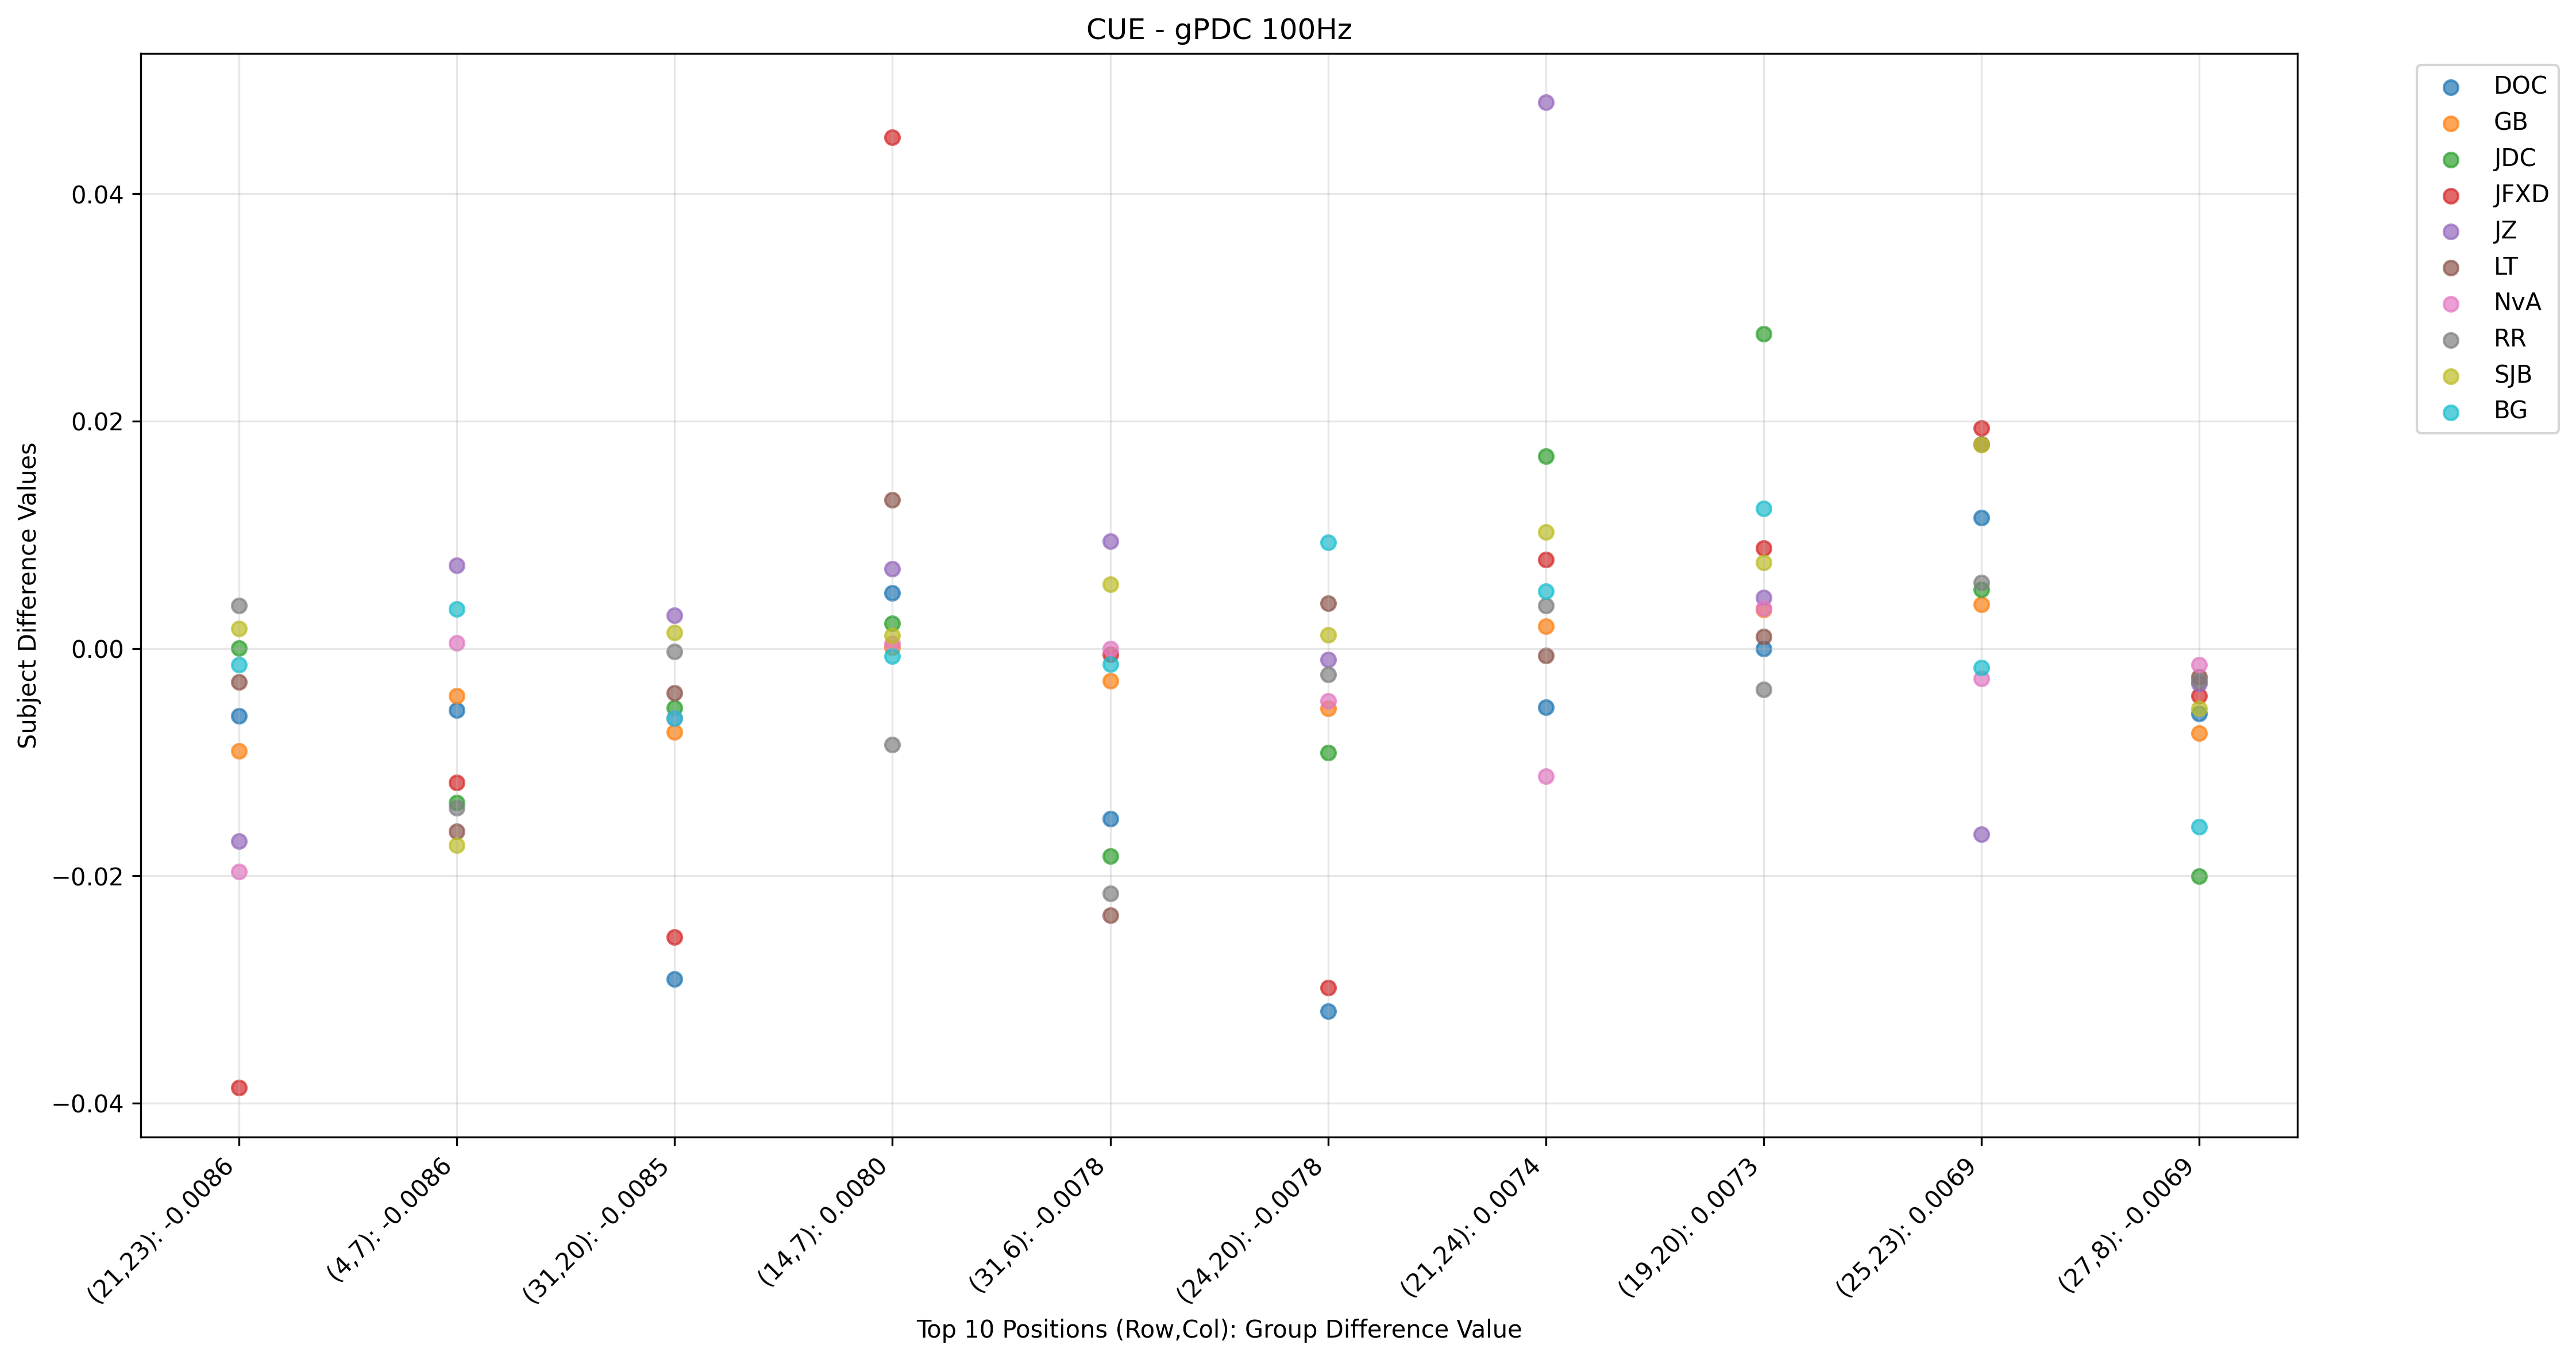 CUE - gPDC 100Hz
DOC
GB
JDC
JFXD
JZ
LT
NvA
RR
SJB
BG
Subject Difference Values
0.04
0.02
0.00
−0.02
−0.04
(21,23): -0.0086
(4,7): -0.0086
(31,20): -0.0085
(14,7): 0.0080
(31,6): -0.0078
(24,20): -0.0078
(21,24): 0.0074
(19,20): 0.0073
(25,23): 0.0069
(27,8): -0.0069
Top 10 Positions (Row,Col): Group Difference Value